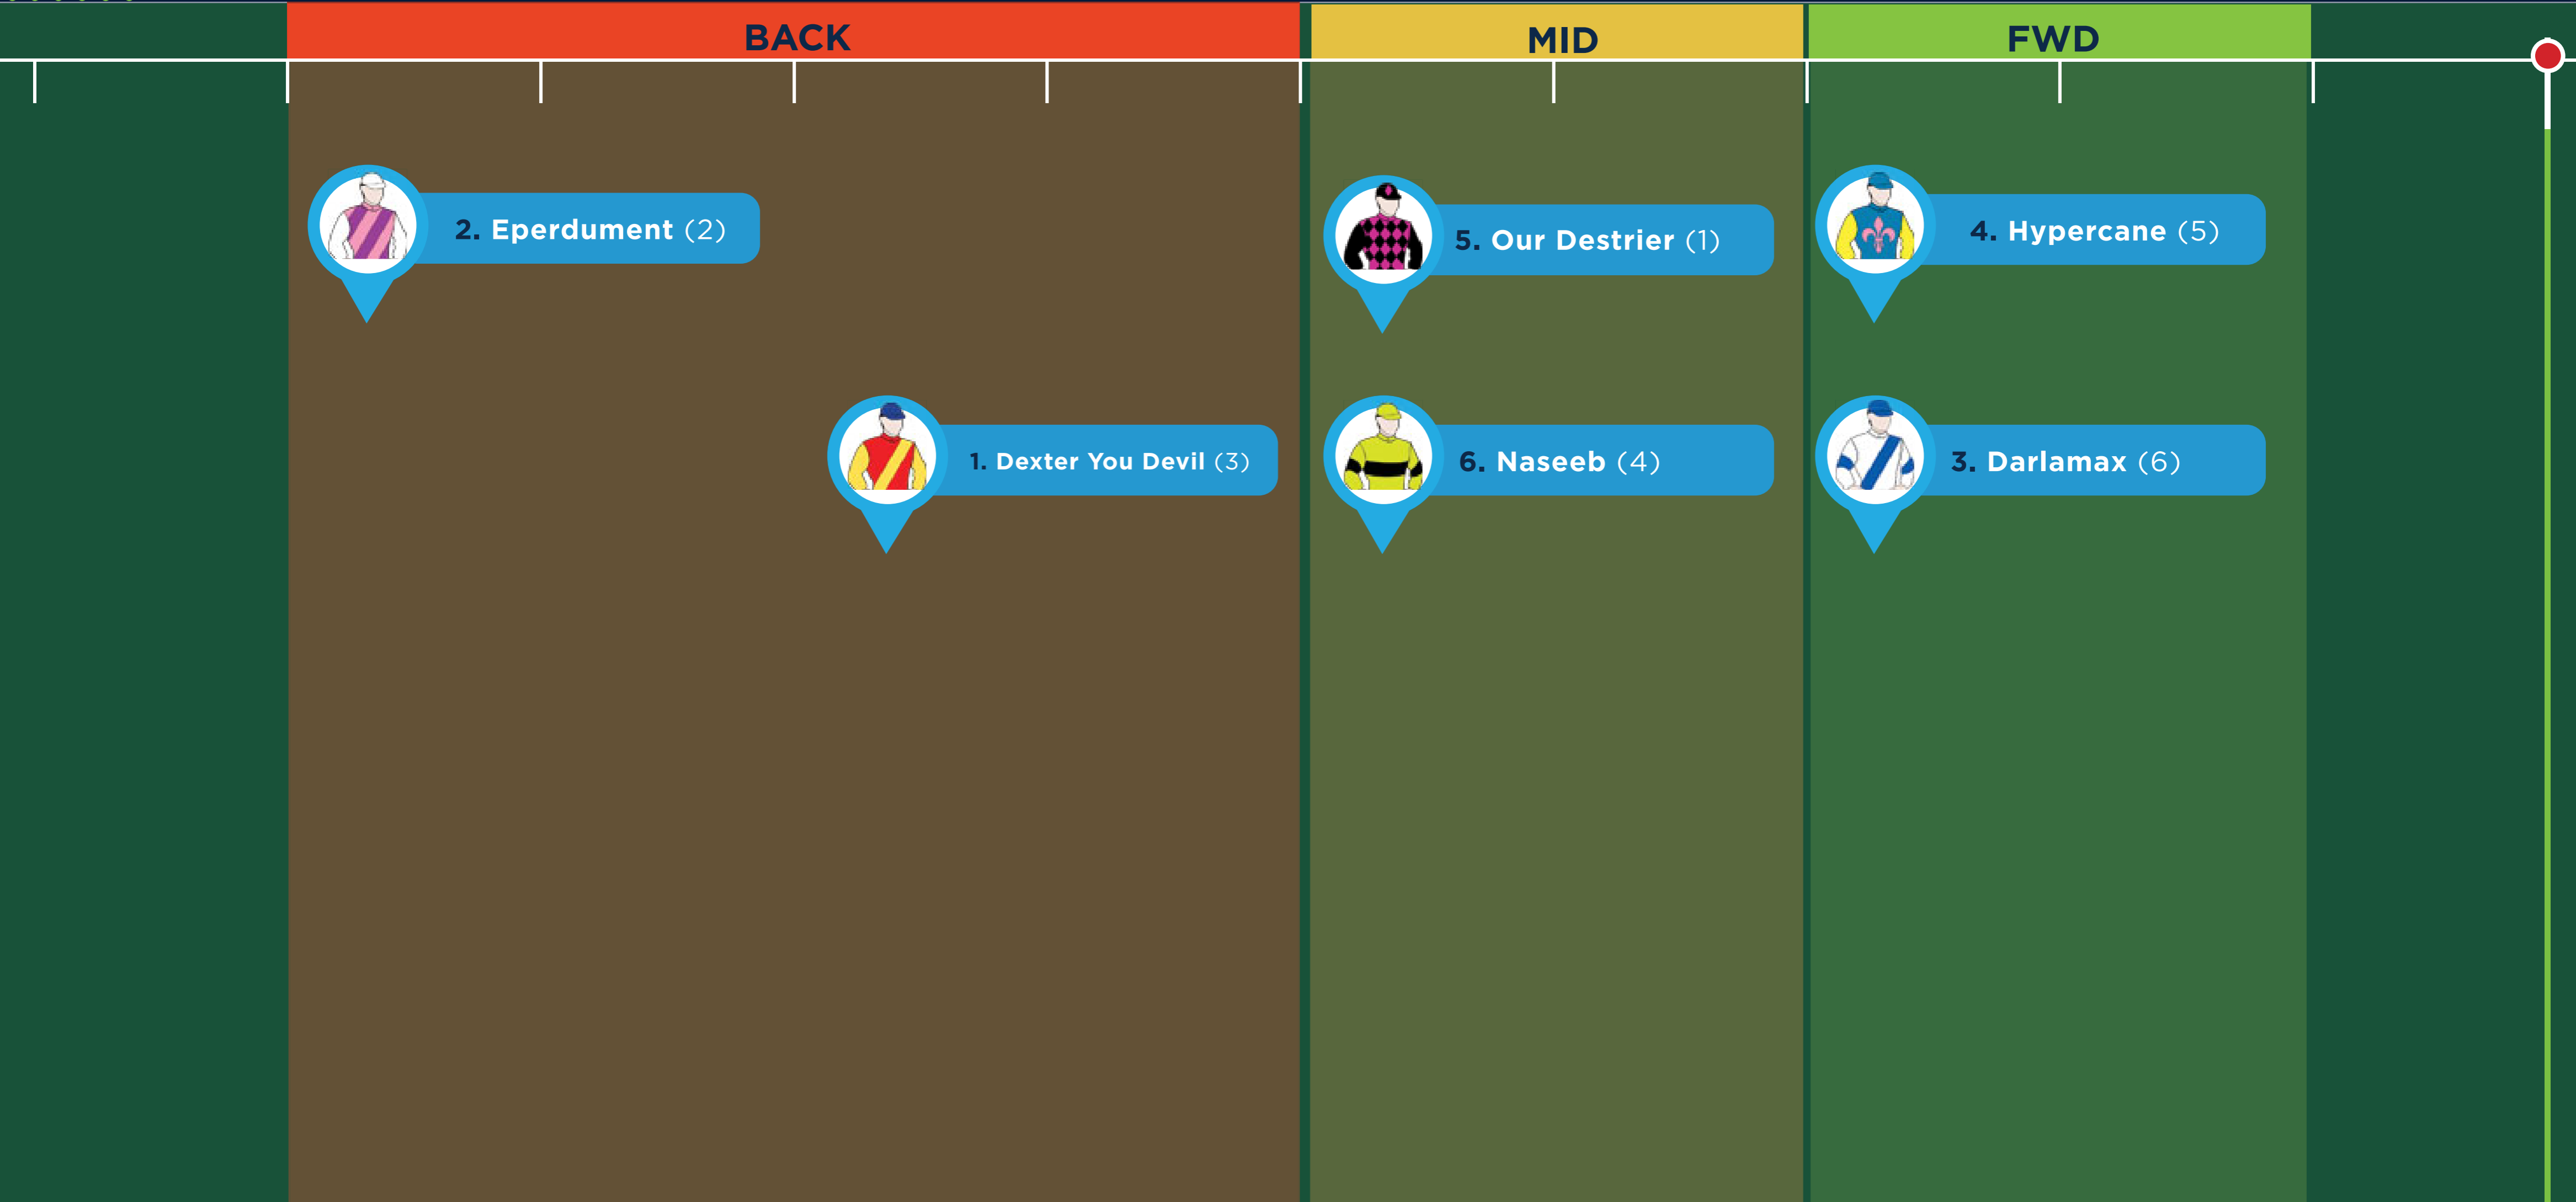 BACK
MID
FWD
2. Eperdument (2)
5. Our Destrier (1)
4. Hypercane (5)
1. Dexter You Devil (3)
6. Naseeb (4)
3. Darlamax (6)